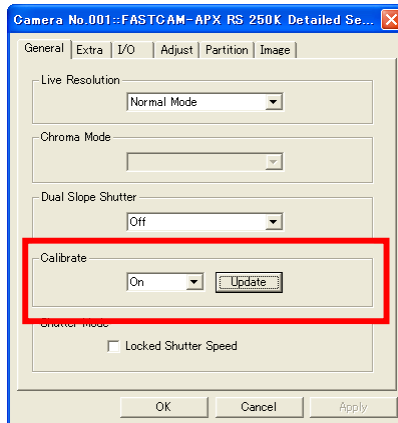 Camera No.001::FASTCAM-APX RS 250K Detailed Se...
General Extra I/O Adjust Partition Image
Live Resolution
Normal Mode
Chroma Mode
Dual Slope Shutter
Off
Calibrate
On Update
Shutter Mode
Locked Shutter Speed
OK Cancel Apply